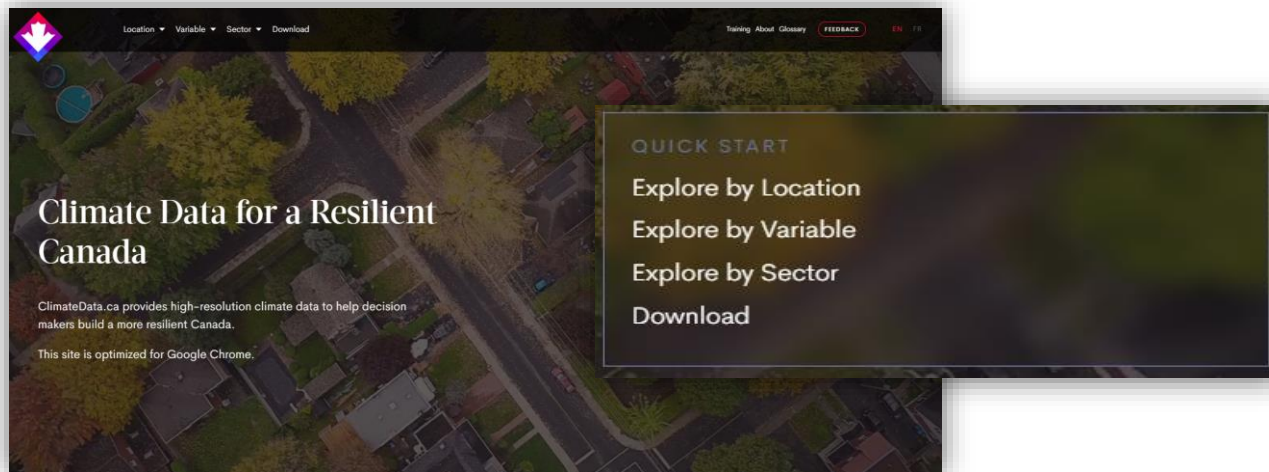 Location Variable Sector Download Training About Glossary FEEDBACK EN FR
Climate Data for a Resilient
Canada
ClimateData.ca provides high-resolution climate data to help decision
makers build a more resilient Canada.
This site is optimized for Google Chrome.
QUICK START
Explore by Location
Explore by Variable
Explore by Sector
Download